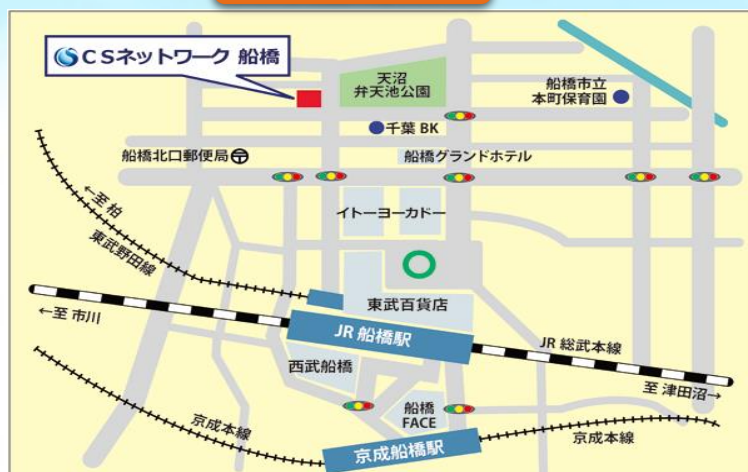 CSネットワーク 船橋
天沼
弁天池公園
船橋市立
本町保育園
千葉 BK
船橋北口郵便局
船橋グランドホテル
←至 柏
イトーヨーカドー
東武野田線
東武百貨店
←至 市川
JR 船橋駅
JR 総武本線
西武船橋
至 津田沼→
船橋
FACE
京成本線
京成船橋駅
京成本線